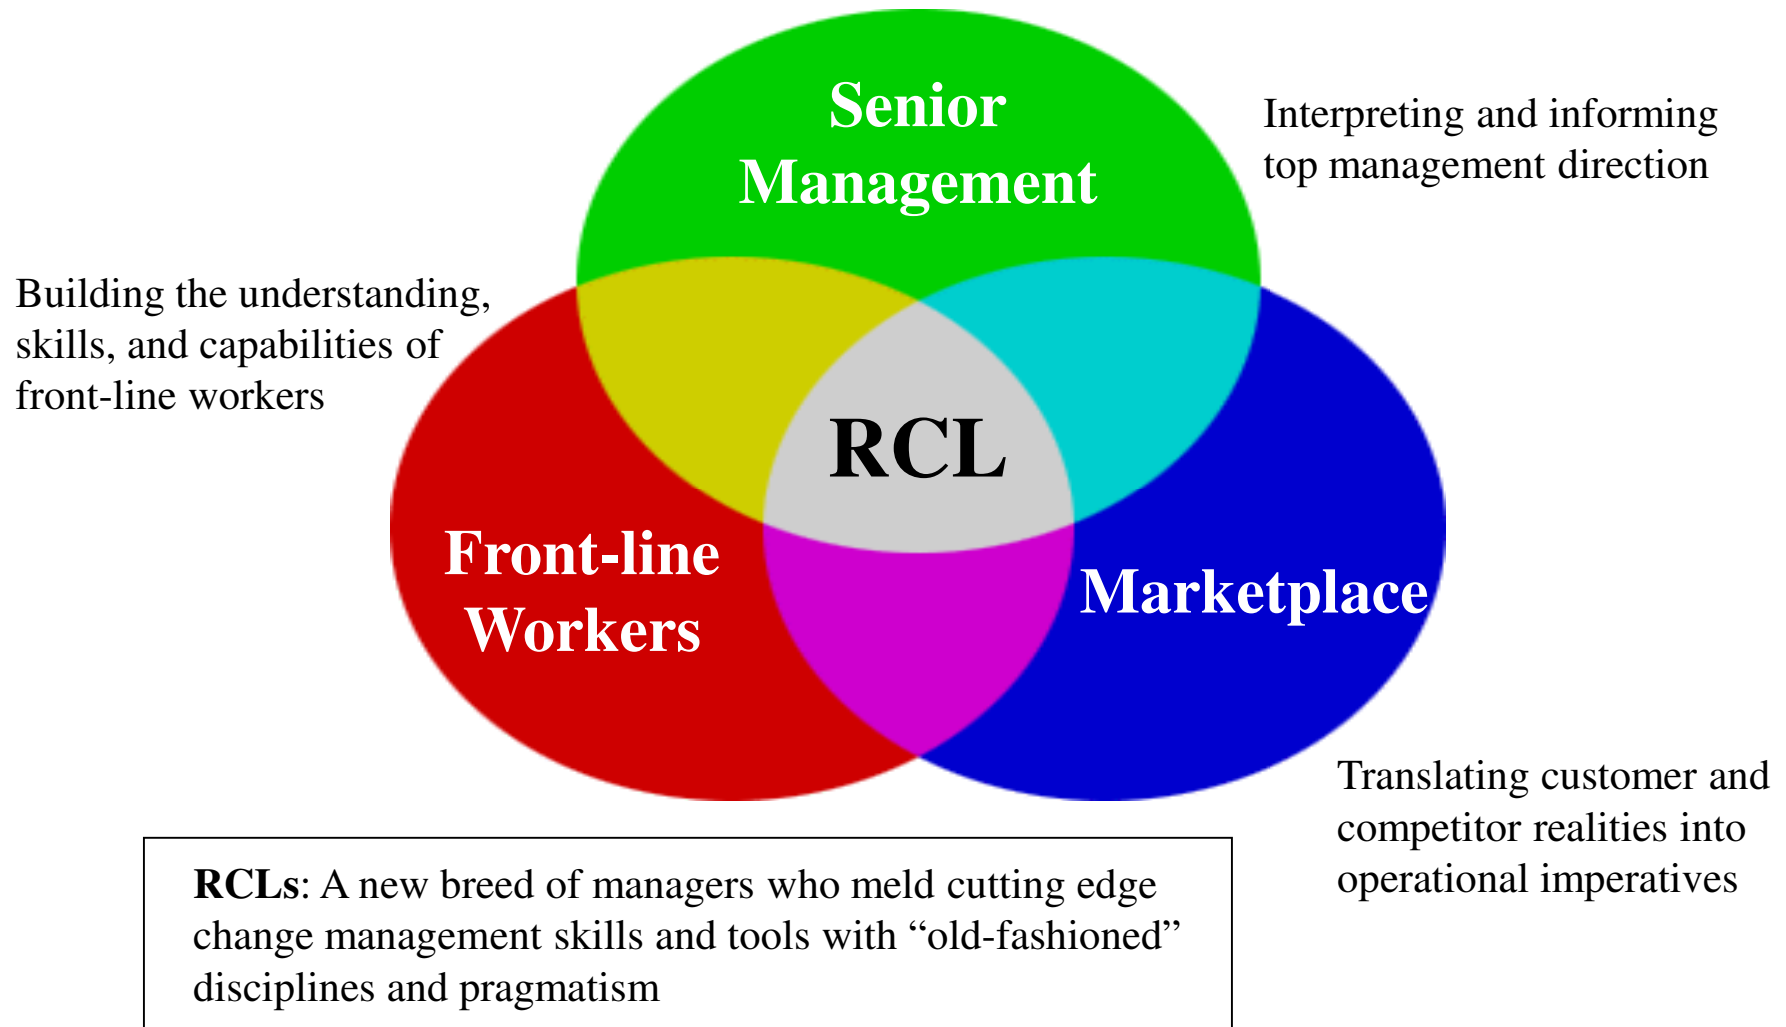 Senior
Management
Interpreting and informing
top management direction
Building the understanding,
skills, and capabilities of
front-line workers
RCL
Front-line
Workers
Marketplace
Translating customer and
competitor realities into
operational imperatives
RCLs: A new breed of managers who meld cutting edge
change management skills and tools with “old-fashioned”
disciplines and pragmatism